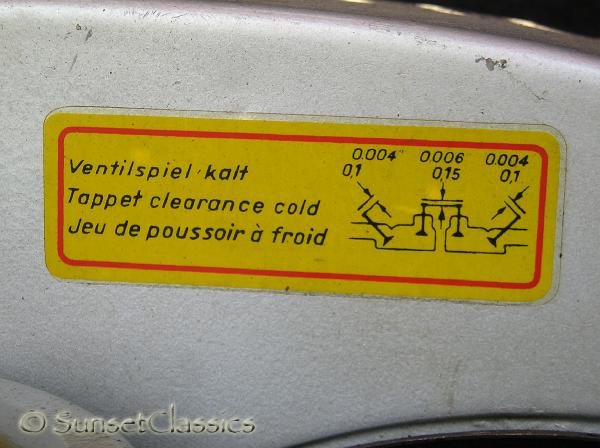 Ventilspiel kalt
Tappet clearance cold
Jeu de poussoir à froid
0.004" 0.006 0.004
0,1 0,15 0,1
© SunsetClassics